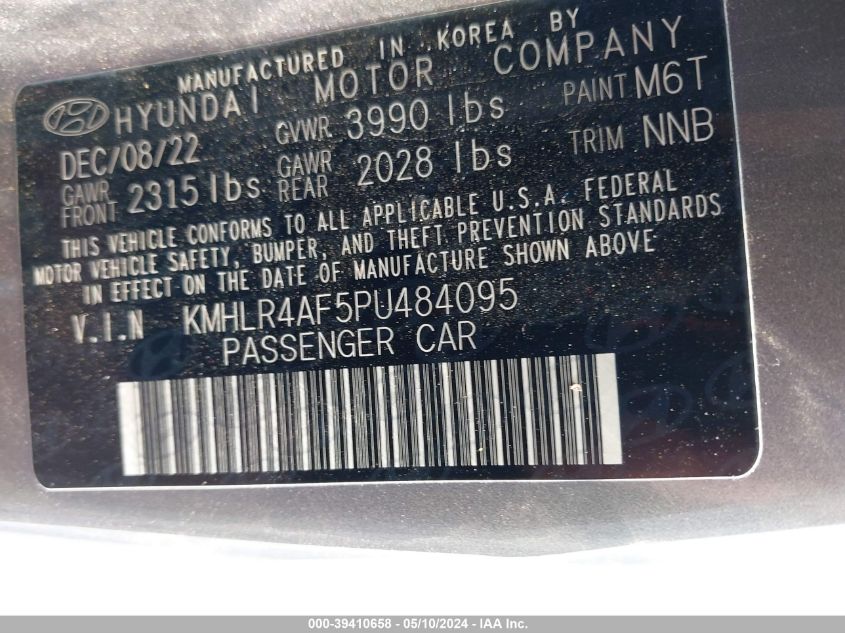 MANUFACTURED IN KOREA BY
HYUNDAI MOTOR COMPANY
DEC/08/22 GVWR 3990 lbs PAINT M6T
GAWR FRONT 2315 lbs GAWR REAR 2028 lbs TRIM NNB
THIS VEHICLE CONFORMS TO ALL APPLICABLE U.S.A. FEDERAL
MOTOR VEHICLE SAFETY, BUMPER, AND THEFT PREVENTION STANDARDS
IN EFFECT ON THE DATE OF MANUFACTURE SHOWN ABOVE
V.I.N KMHLR4AF5PU484095
PASSENGER CAR
000-39410658 - 05/10/2024 - IAA Inc.